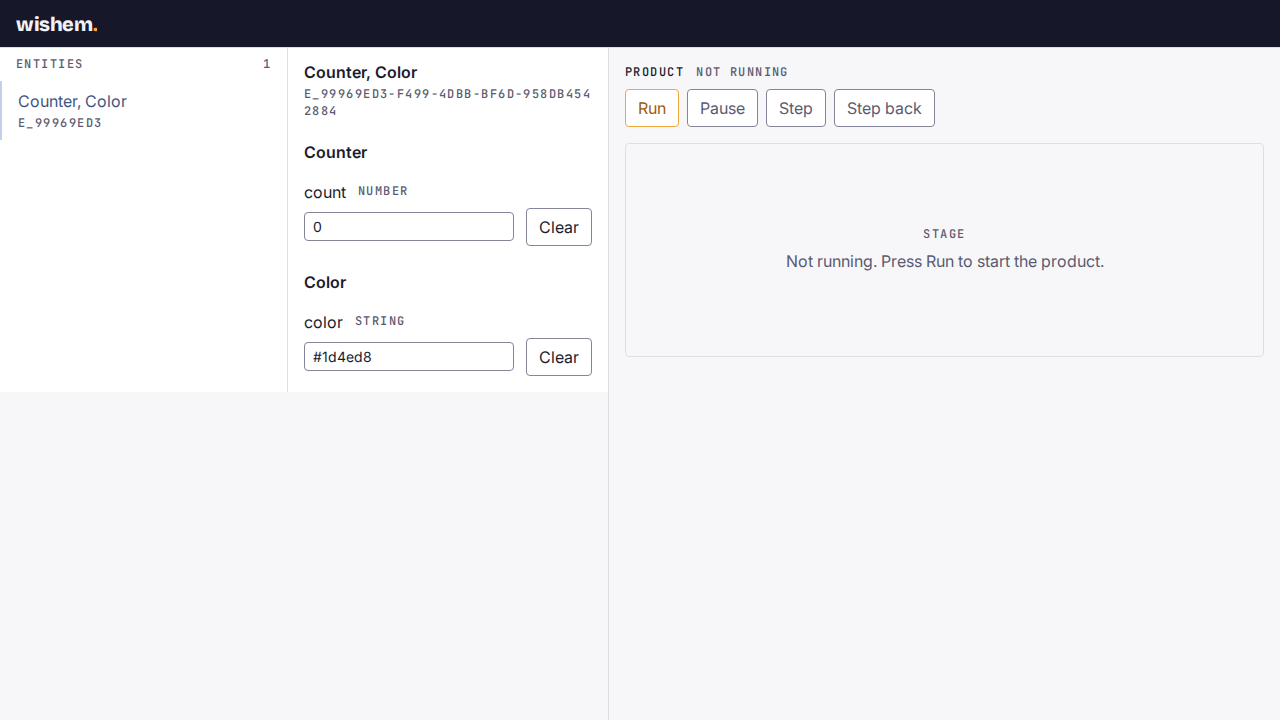 wishem.
ENTITIES 1
Counter, Color
E_99969ED3
Counter, Color
E_99969ED3-F499-4DBB-BF6D-958DB454
2884
Counter
count NUMBER
0 Clear
Color
color STRING
#1d4ed8 Clear
PRODUCT NOT RUNNING
Run Pause Step Step back
STAGE
Not running. Press Run to start the product.